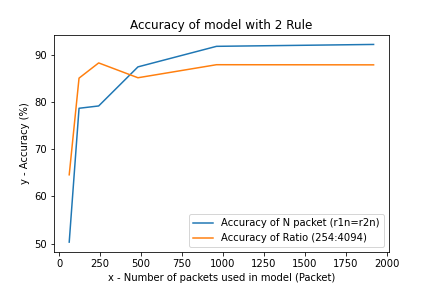 Accuracy of model with 2 Rule
y - Accuracy (%)
90
80
70
60
50
Accuracy of N packet (r1n=r2n)
Accuracy of Ratio (254:4094)
0 250 500 750 1000 1250 1500 1750 2000
x - Number of packets used in model (Packet)